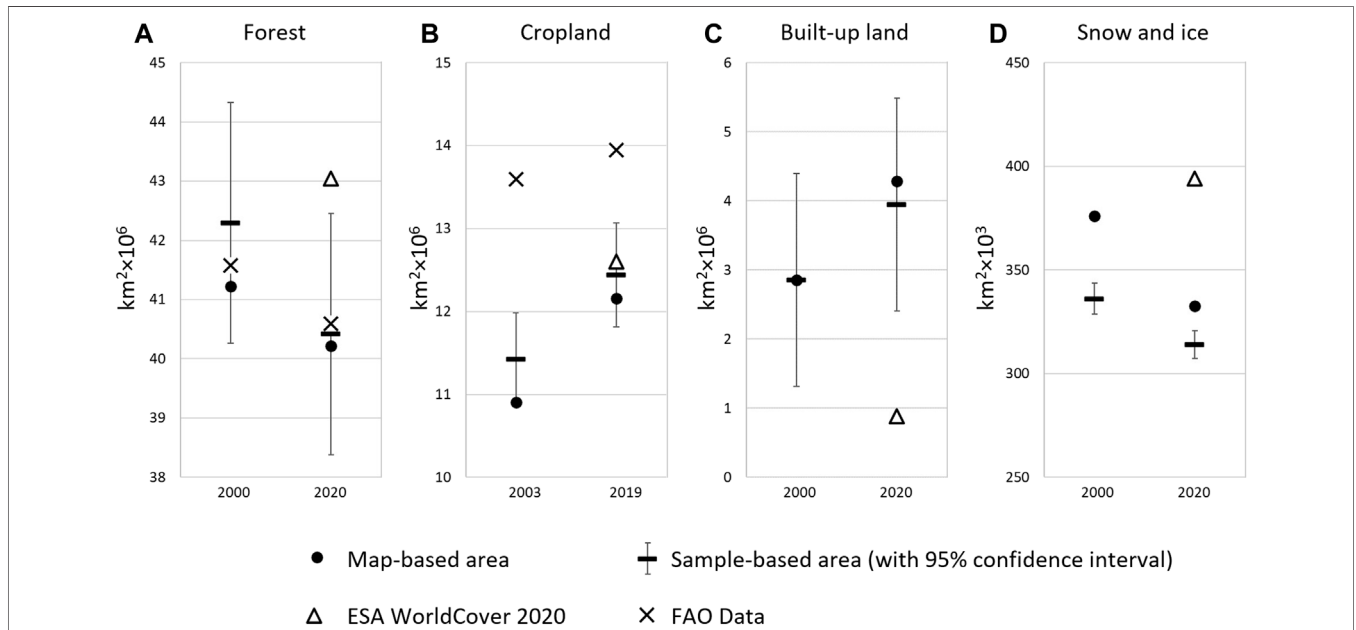 A Forest
km²×10⁶
45
44
43
42
41
40
39
38
2000 2020
B Cropland
km²×10⁶
15
14
13
12
11
10
2003 2019
C Built-up land
km²×10⁶
6
5
4
3
2
1
0
2000 2020
D Snow and ice
km²×10³
450
400
350
300
250
2000 2020
Map-based area
Sample-based area (with 95% confidence interval)
ESA WorldCover 2020
FAO Data